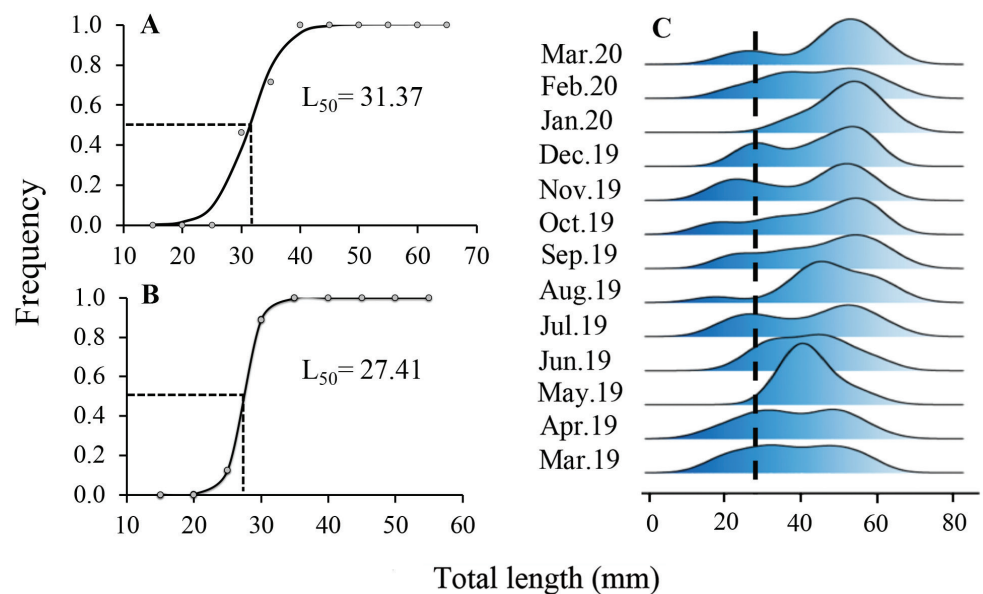 A
1.0
0.8
0.6
0.4
0.2
0.0
L50= 31.37
10 20 30 40 50 60 70
B
1.0
0.8
0.6
0.4
0.2
0.0
L50= 27.41
10 20 30 40 50 60
Frequency
C
Mar.20
Feb.20
Jan.20
Dec.19
Nov.19
Oct.19
Sep.19
Aug.19
Jul.19
Jun.19
May.19
Apr.19
Mar.19
0 20 40 60 80
Total length (mm)